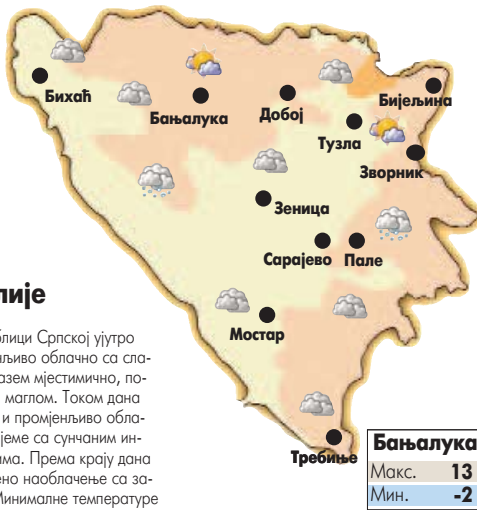 Бихаћ
Бањалука
Добој
Бијељина
Тузла
Зворник
Зеница
Сарајево Пале
Мостар
Требиње
лије
блици Српској ујутро
њливо облачно са сла-
азем мјестимично, по-
маглом. Током дана
и промјенљиво обла-
јеме са сунчаним ин-
има. Према крају дана
ено наоблачење са за-
Минималне температуре
Бањалука
Макс. 13
Мин. -2